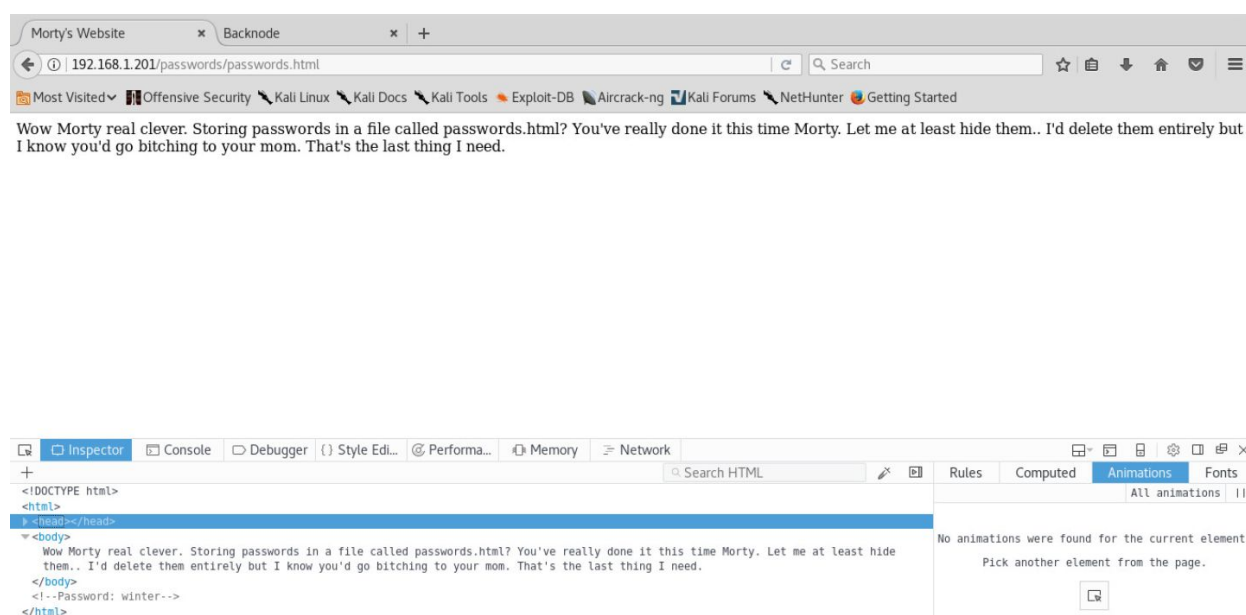 Morty's Website × Backnode × +
192.168.1.201/passwords/passwords.html Search
Most Visited Offensive Security Kali Linux Kali Docs Kali Tools Exploit-DB Aircrack-ng Kali Forums NetHunter Getting Started
Wow Morty real clever. Storing passwords in a file called passwords.html? You've really done it this time Morty. Let me at least hide them.. I'd delete them entirely but
I know you'd go bitching to your mom. That's the last thing I need.
Inspector Console Debugger {} Style Edi... Performa... Memory Network
+ Search HTML Rules Computed Animations Fonts
<!DOCTYPE html> All animations
<html>
<head></head>
<body>
Wow Morty real clever. Storing passwords in a file called passwords.html? You've really done it this time Morty. Let me at least hide
them.. I'd delete them entirely but I know you'd go bitching to your mom. That's the last thing I need.
</body>
<!--Password: winter-->
</html>
No animations were found for the current element
Pick another element from the page.